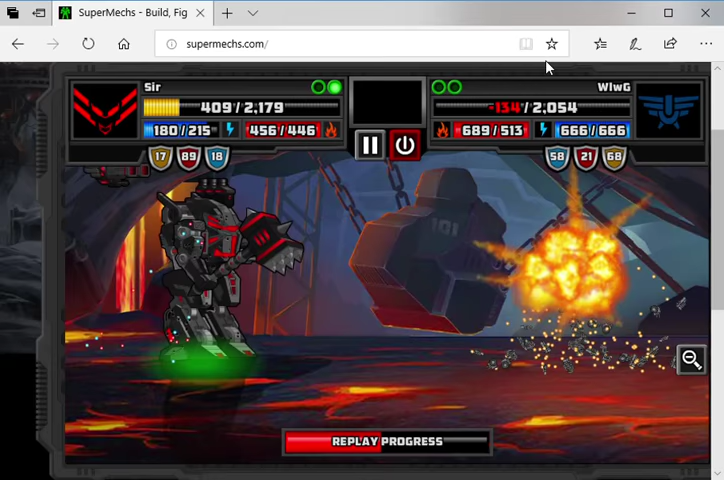 SuperMechs - Build, Fig
supermechs.com/
Sir
WlwG
409/2,179
-134/2,054
180/215
456/446
689/513
666/666
17
89
18
58
21
68
101
REPLAY PROGRESS